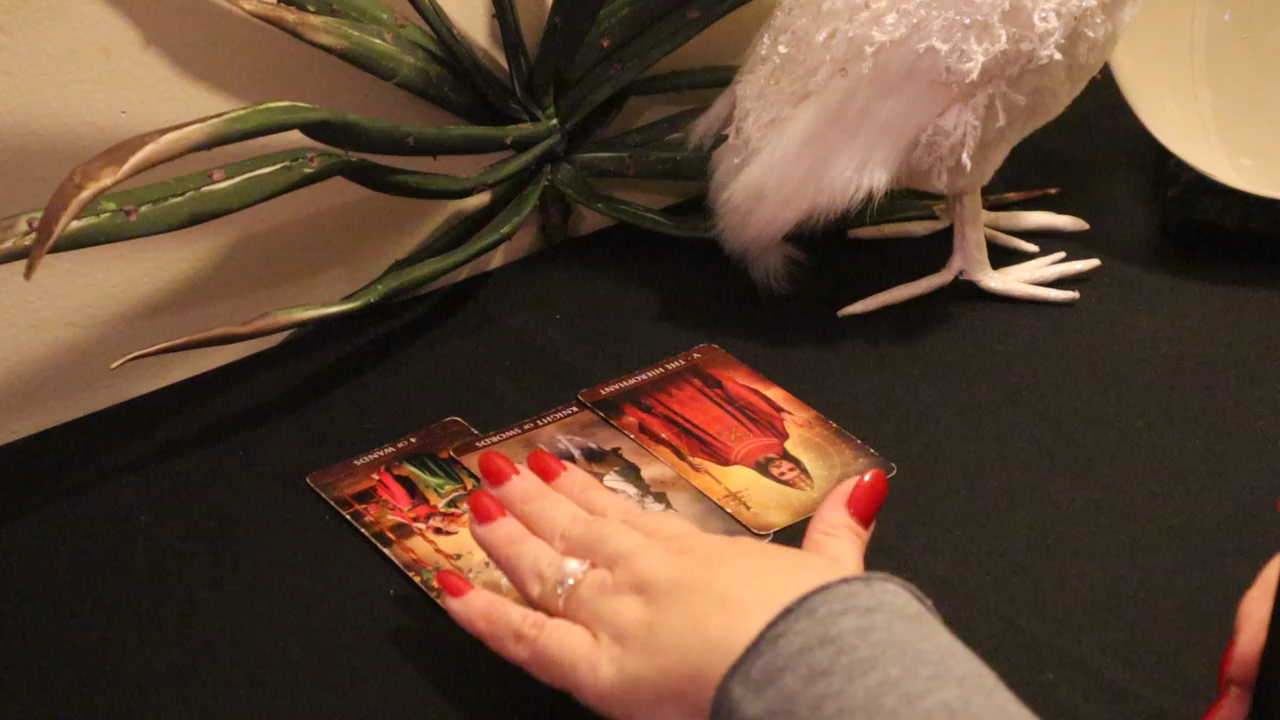 4 OF WANDS
KNIGHT OF SWORDS
V · THE HIEROPHANT